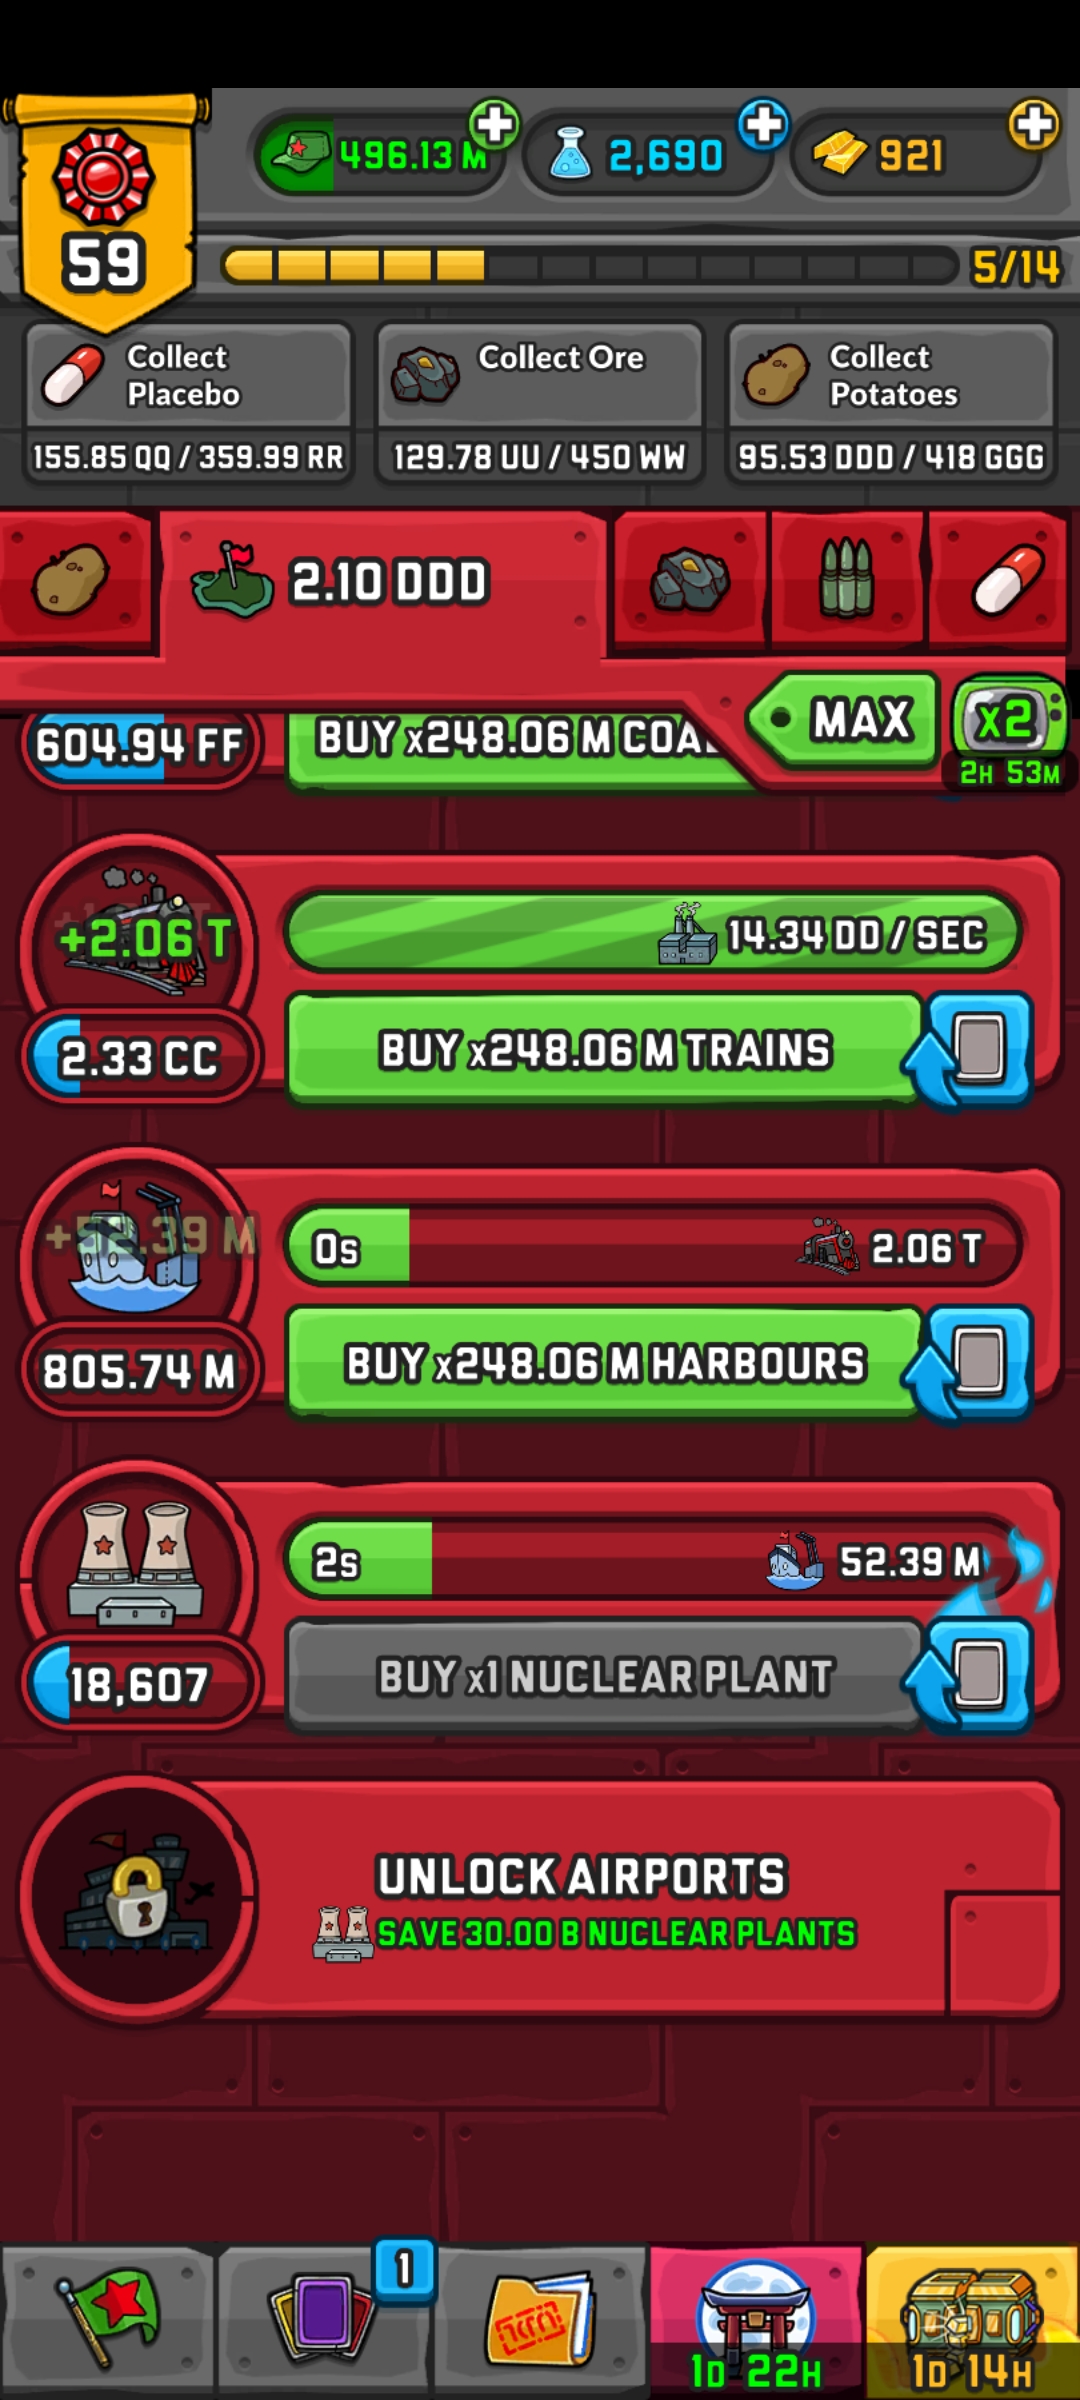 59
496.13 M
2,690
921
5/14
Collect
Placebo
155.85 QQ / 359.99 RR
Collect Ore
129.78 UU / 450 WW
Collect
Potatoes
95.53 DDD / 418 GGG
2.10 DDD
MAX
x2
2H 53M
604.94 FF
BUY x248.06 M COA
+2.06 T
14.34 DD / SEC
2.33 CC
BUY x248.06 M TRAINS
+52.39 M
0s
2.06 T
805.74 M
BUY x248.06 M HARBOURS
2s
52.39 M
18,607
BUY x1 NUCLEAR PLANT
UNLOCK AIRPORTS
SAVE 30.00 B NUCLEAR PLANTS
1
1D 22H
1D 14H